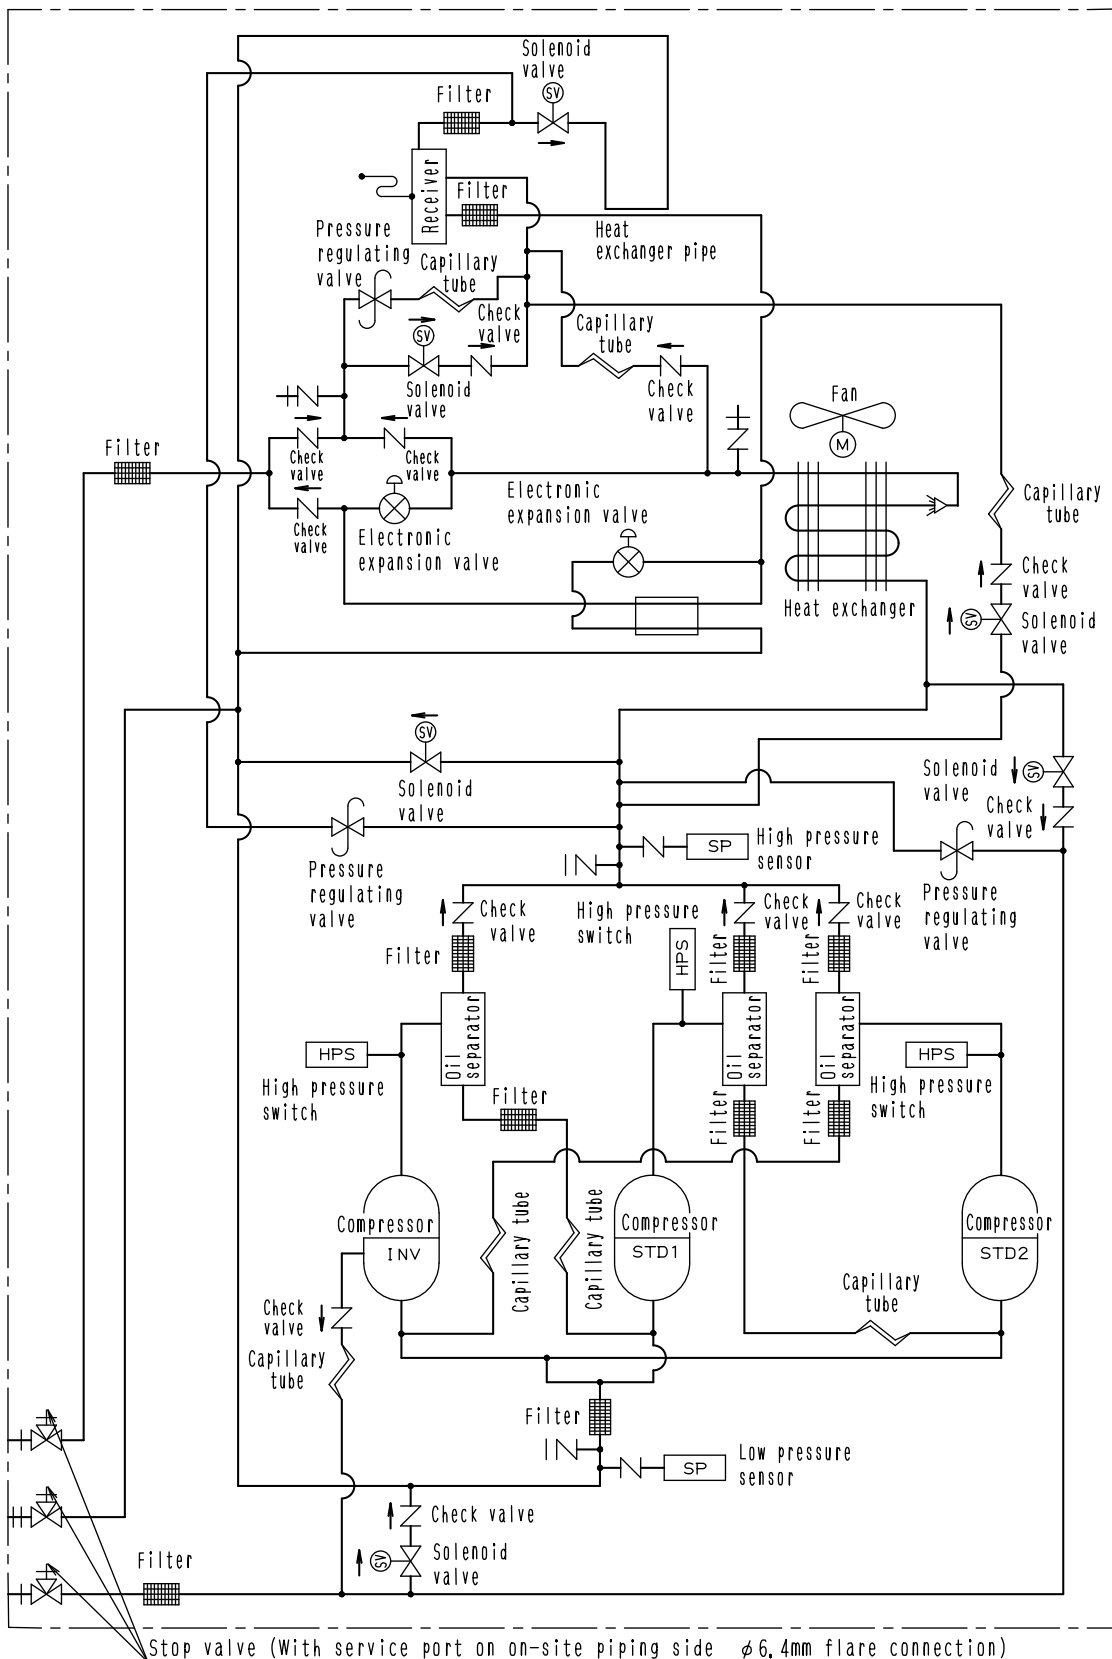 Solenoid
valve
SV
Filter
Receiver
Filter
Heat
exchanger pipe
Pressure
regulating
valve
Capillary
tube
SV
Check
valve
Solenoid
valve
Capillary
tube
Check
valve
Fan
M
Filter
Check
valve
Check
valve
Check
valve
Electronic
expansion valve
Electronic
expansion valve
Capillary
tube
Check
valve
SV
Solenoid
valve
Heat exchanger
SV
Solenoid
valve
Solenoid
valve
SV
Check
valve
Pressure
regulating
valve
SP
High pressure
sensor
Pressure
regulating
valve
Check
valve
High pressure
switch
Check
valve
Check
valve
Filter
HPS
Filter
Filter
Oil
separator
Oil
separator
Oil
separator
HPS
High pressure
switch
HPS
High pressure
switch
Filter
Filter
Filter
Compressor
INV
Capillary tube
Capillary tube
Compressor
STD1
Compressor
STD2
Check
valve
Capillary
tube
Capillary
tube
Filter
SP
Low pressure
sensor
Check valve
SV
Solenoid
valve
Filter
Stop valve (With service port on on-site piping side φ6.4mm flare connection)